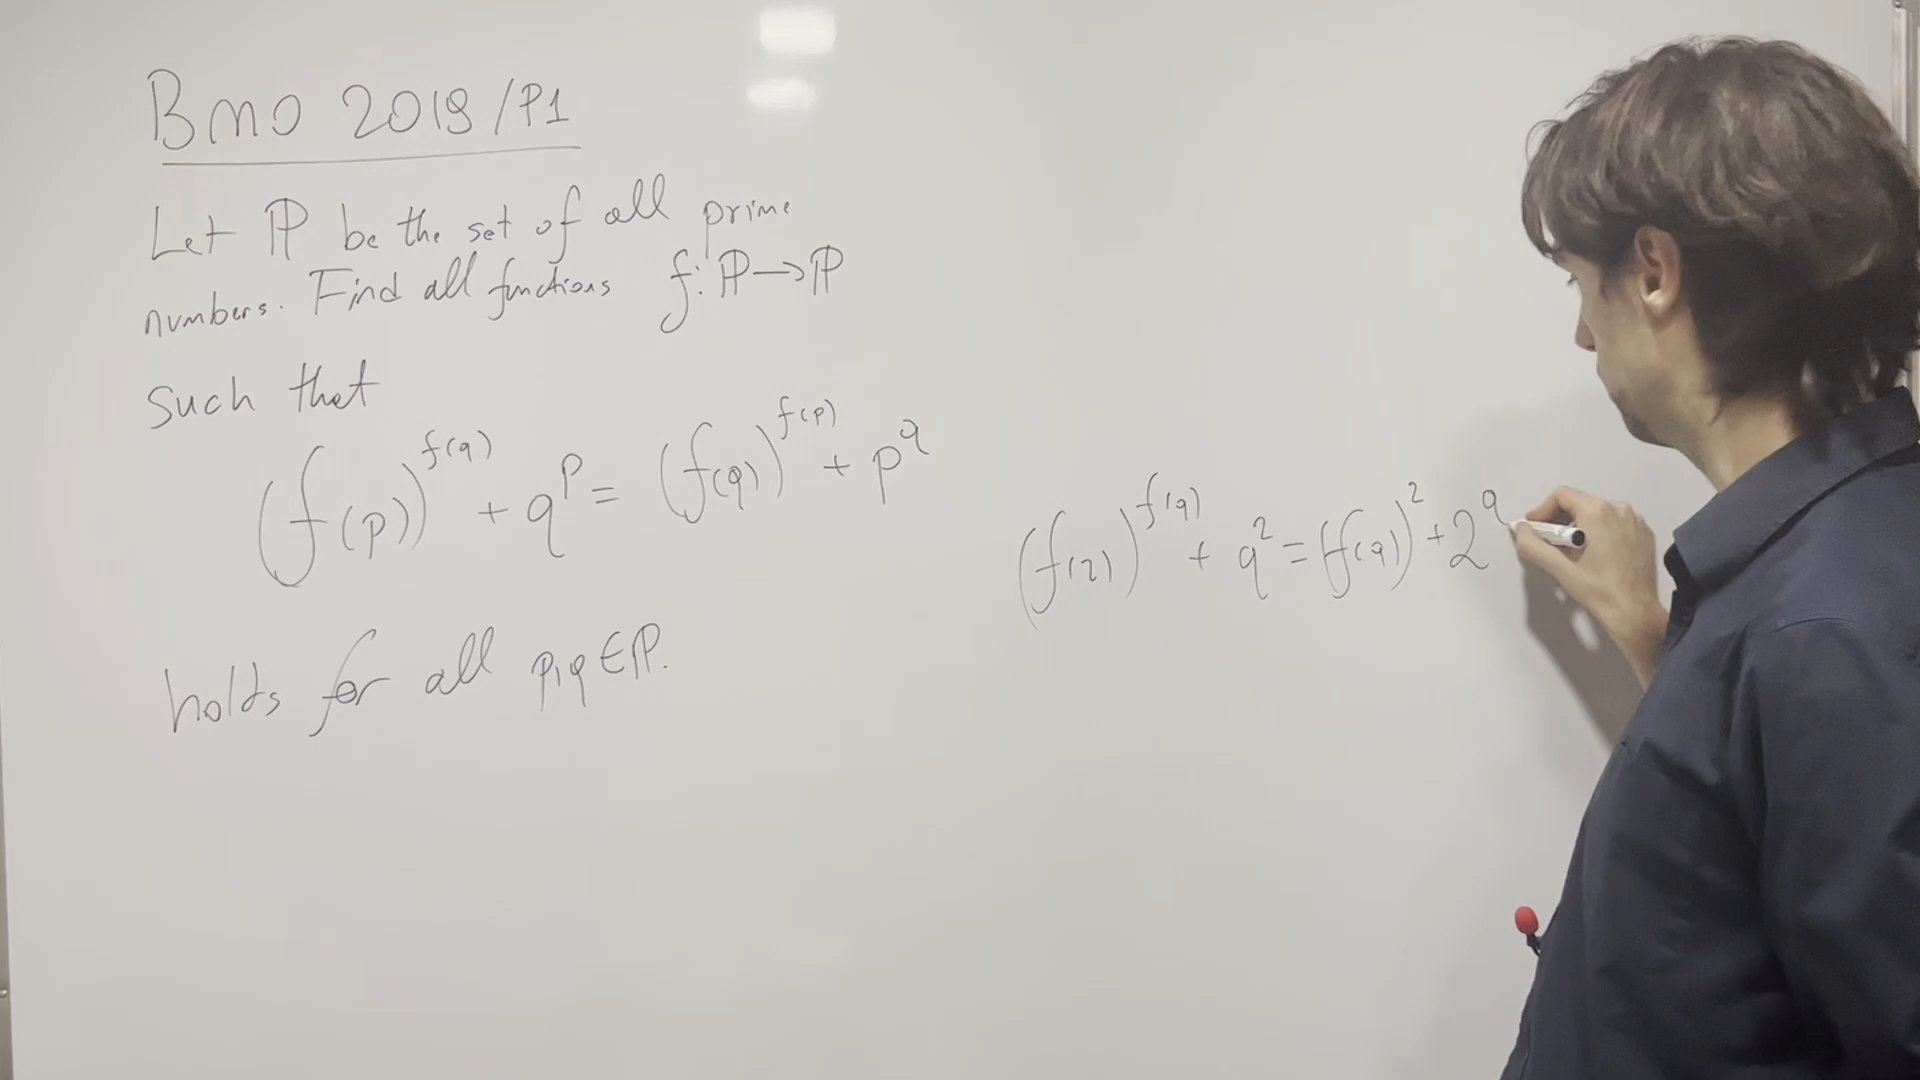 BMO 2019/P1
Let ℙ be the set of all prime
numbers. Find all functions f: ℙ→ℙ
such that
(f(p))^f(q) + q^p = (f(q))^f(p) + p^q
holds for all p,q∈ℙ.
(f(2))^f(q) + q^2 = (f(q))^2 + 2^q